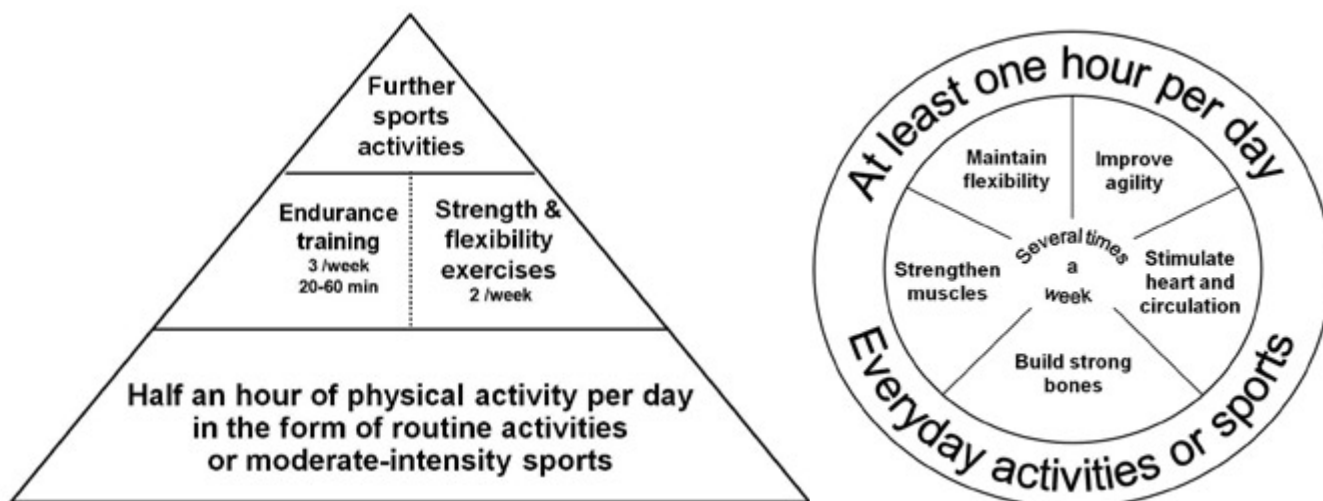 Further
sports
activities
Endurance
training
3 /week
20-60 min
Strength &
flexibility
exercises
2 /week
Half an hour of physical activity per day
in the form of routine activities
or moderate-intensity sports
At least one hour per day
Maintain
flexibility
Improve
agility
Strengthen
muscles
Several times
a
week
Stimulate
heart and
circulation
Build strong
bones
Everyday activities or sports